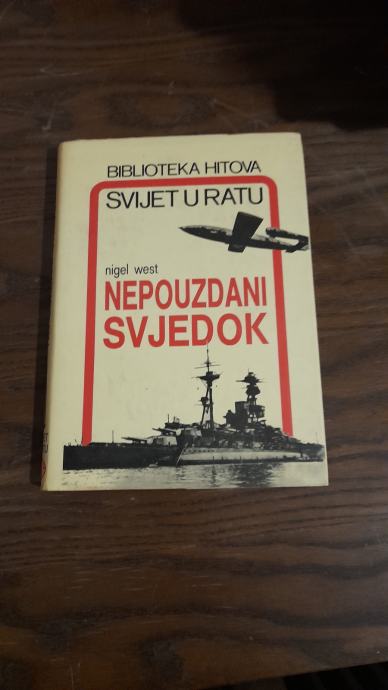 BIBLIOTEKA HITOVA
SVIJET U RATU
nigel west
NEPOUZDANI
SVJEDOK